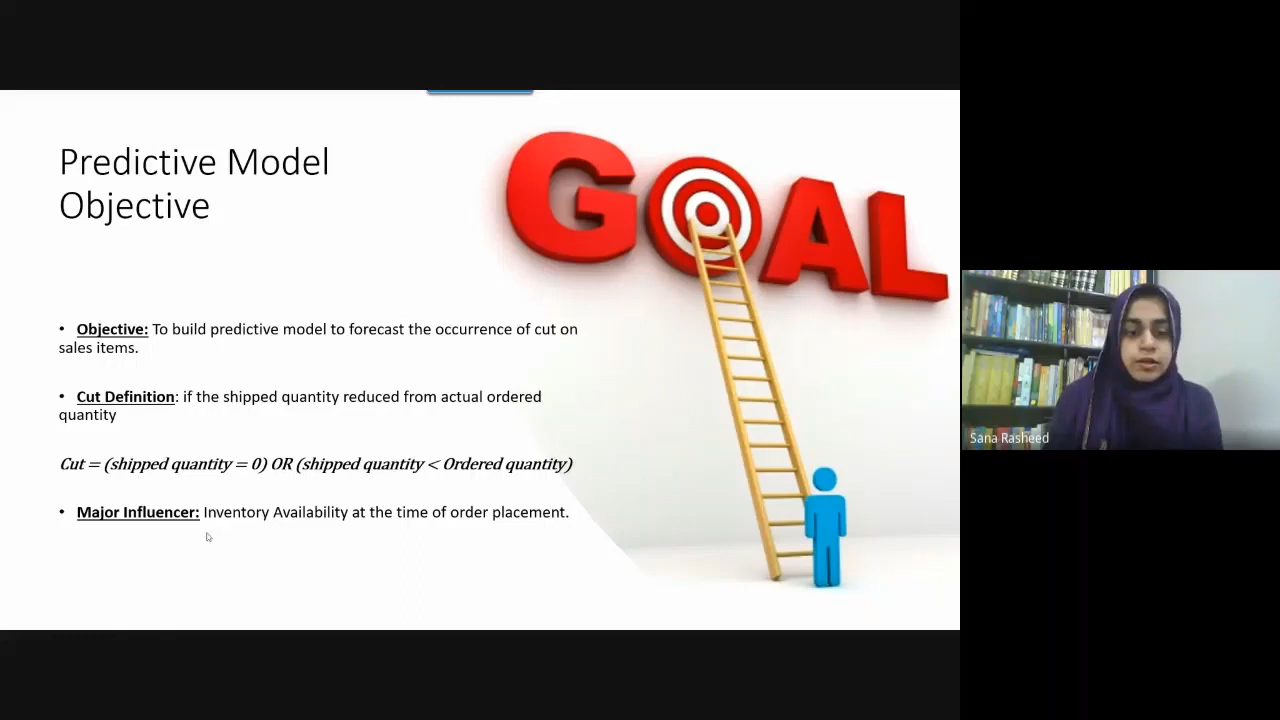 Predictive Model
Objective
GOAL
• Objective: To build predictive model to forecast the occurrence of cut on
sales items.
• Cut Definition: if the shipped quantity reduced from actual ordered
quantity
Cut = (shipped quantity = 0) OR (shipped quantity < Ordered quantity)
• Major Influencer: Inventory Availability at the time of order placement.
Sana Rasheed